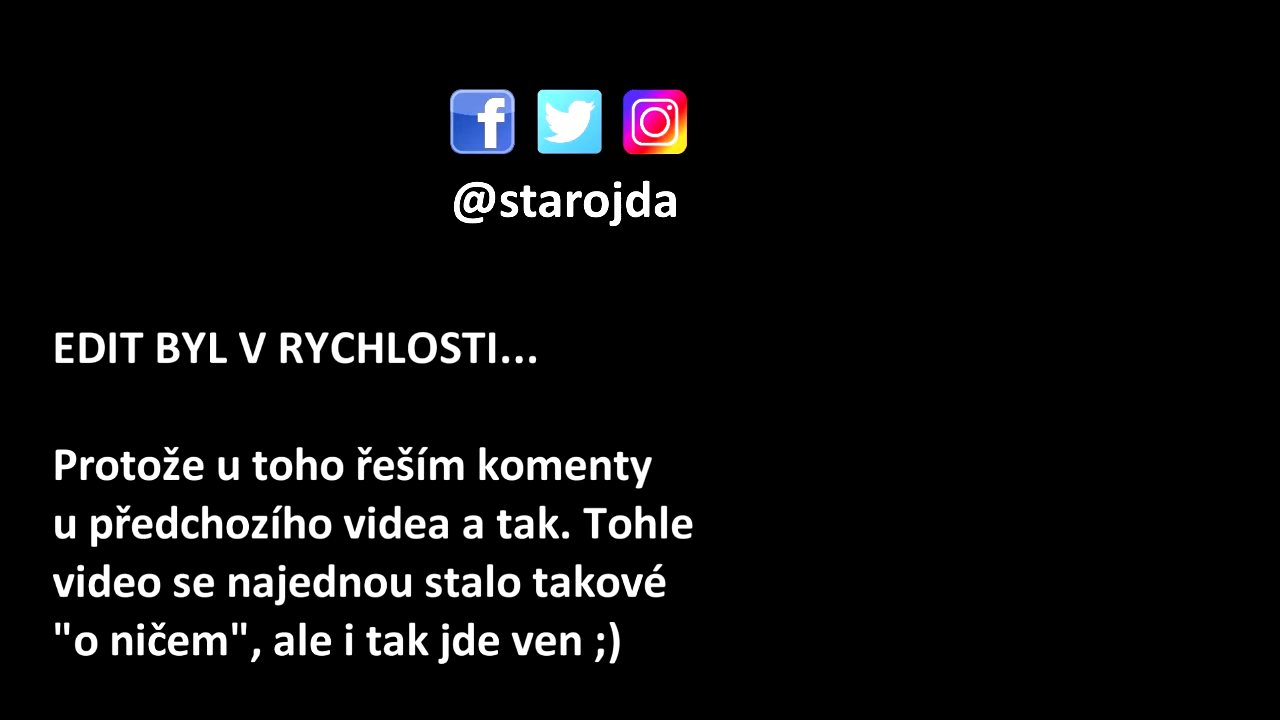 @starojda
EDIT BYL V RYCHLOSTI...
Protože u toho řeším komenty
u předchozího videa a tak. Tohle
video se najednou stalo takové
"o ničem", ale i tak jde ven ;)